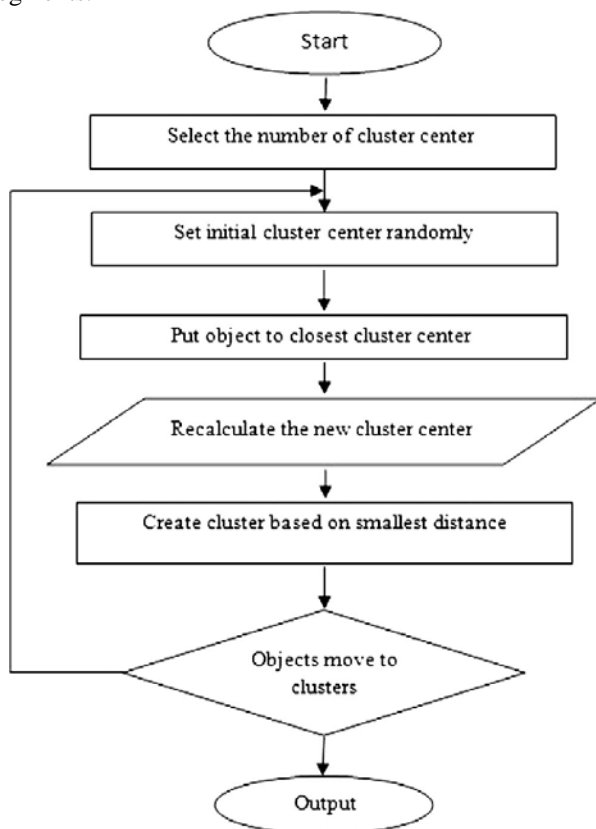 Start
Select the number of cluster center
Set initial cluster center randomly
Put object to closest cluster center
Recalculate the new cluster center
Create cluster based on smallest distance
Objects move to
clusters
Output